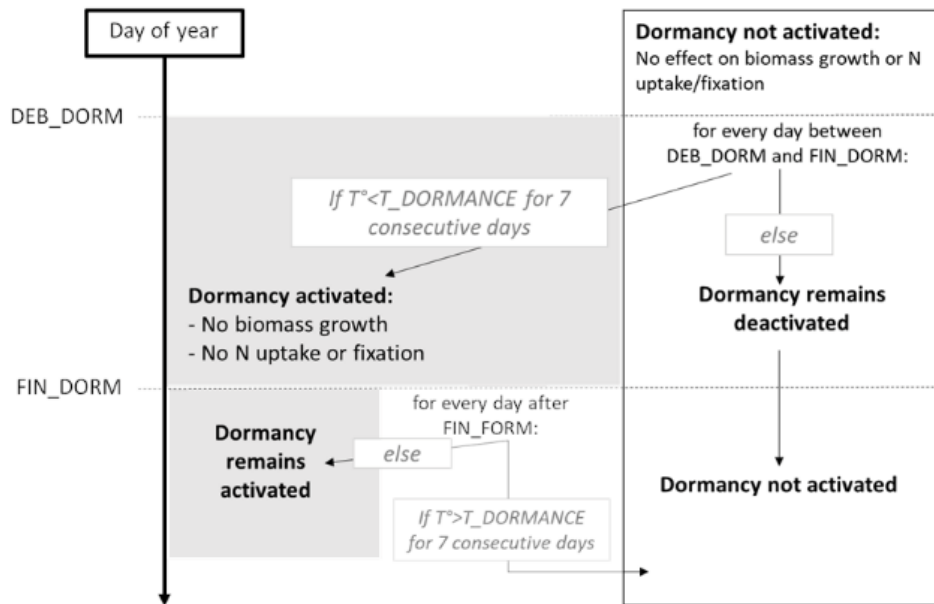 Day of year
Dormancy not activated:
No effect on biomass growth or N
uptake/fixation
DEB_DORM
for every day between
DEB_DORM and FIN_DORM:
If T°<T_DORMANCE for 7
consecutive days
else
Dormancy activated:
- No biomass growth
- No N uptake or fixation
Dormancy remains
deactivated
FIN_DORM
for every day after
FIN_FORM:
Dormancy
remains
activated
else
Dormancy not activated
If T°>T_DORMANCE
for 7 consecutive days